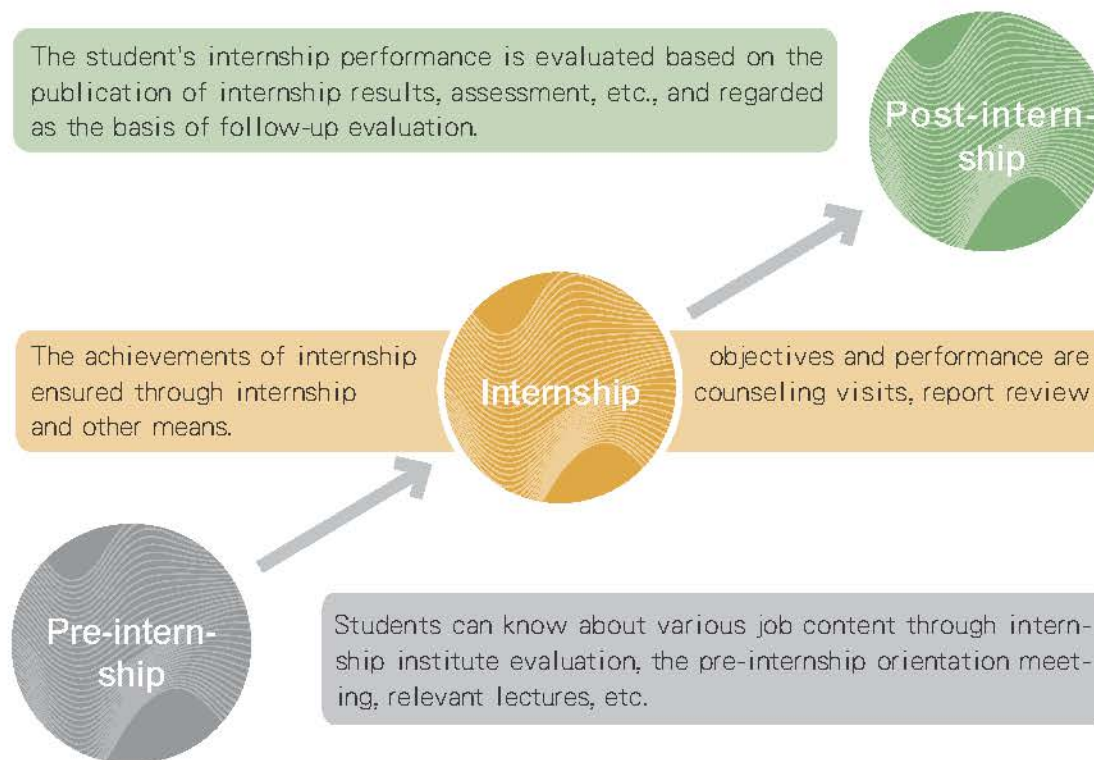 The student's internship performance is evaluated based on the
publication of internship results, assessment, etc., and regarded
as the basis of follow-up evaluation.
Post-intern-
ship
The achievements of internship objectives and performance are
ensured through internship counseling visits, report review
and other means.
Internship
Pre-intern-
ship
Students can know about various job content through intern-
ship institute evaluation, the pre-internship orientation meet-
ing, relevant lectures, etc.